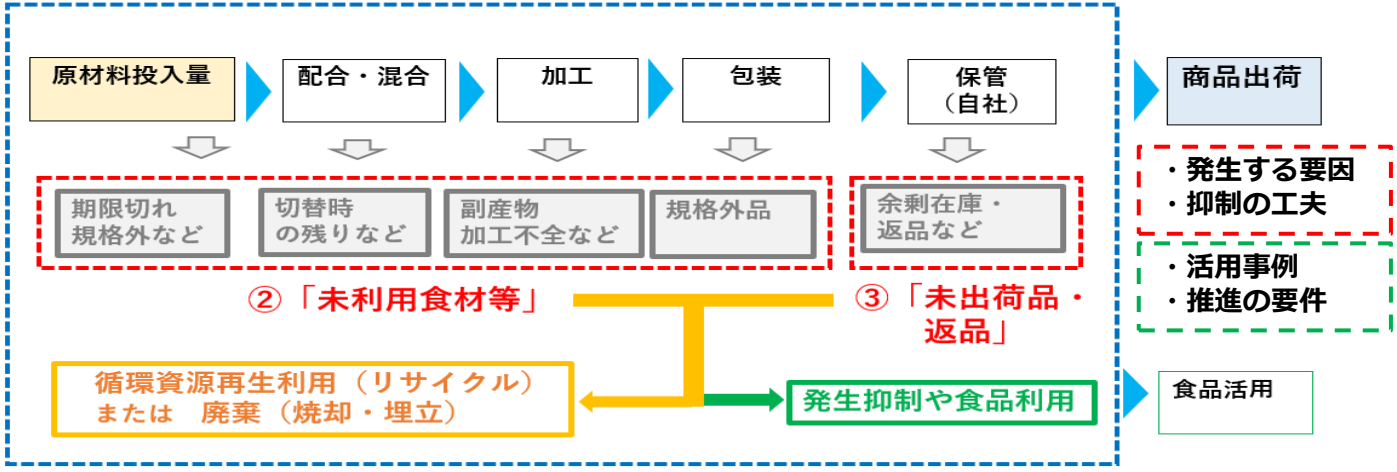 原材料投入量
配合・混合
加工
包装
保管
（自社）
商品出荷
期限切れ
規格外など
切替時
の残りなど
副産物
加工不全など
規格外品
余剰在庫・
返品など
・発生する要因
・抑制の工夫
・活用事例
・推進の要件
②「未利用食材等」
③「未出荷品・
返品」
循環資源再生利用（リサイクル）
または　廃棄（焼却・埋立）
発生抑制や食品利用
食品活用